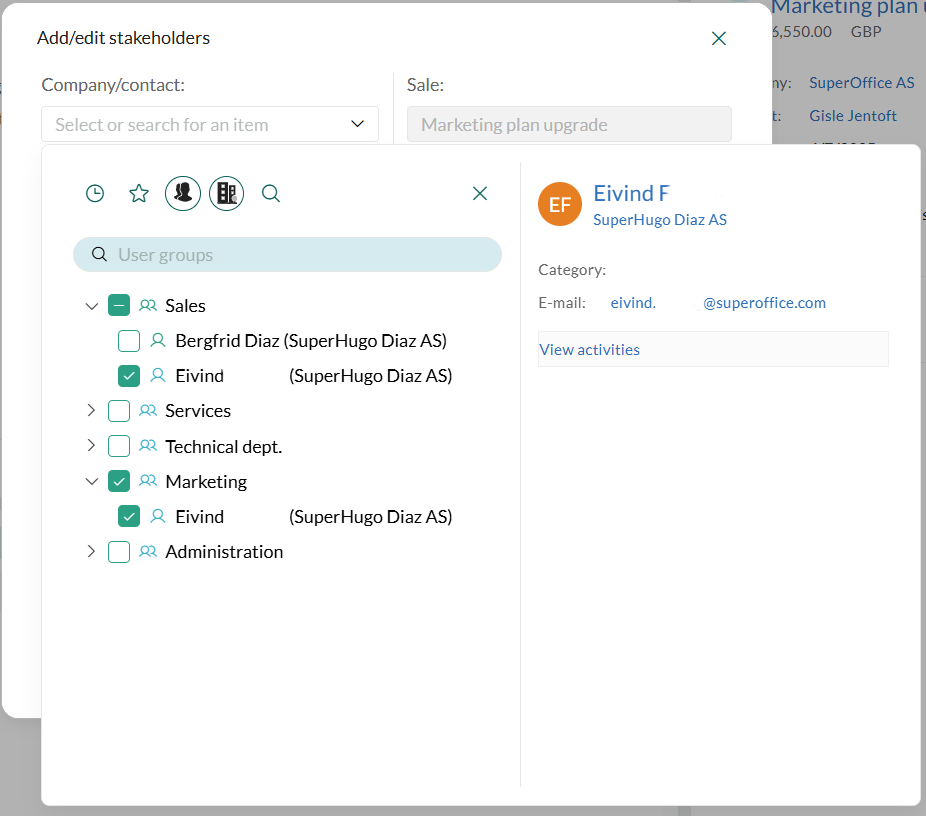 Marketing plan
6,550.00 GBP
Add/edit stakeholders
Company/contact:
Sale:
ny: SuperOffice AS
Select or search for an item
Marketing plan upgrade
t: Gisle Jentoft
Eivind F
SuperHugo Diaz AS
User groups
Category:
E-mail: eivind. @superoffice.com
View activities
Sales
Bergfrid Diaz (SuperHugo Diaz AS)
Eivind (SuperHugo Diaz AS)
Services
Technical dept.
Marketing
Eivind (SuperHugo Diaz AS)
Administration
EF